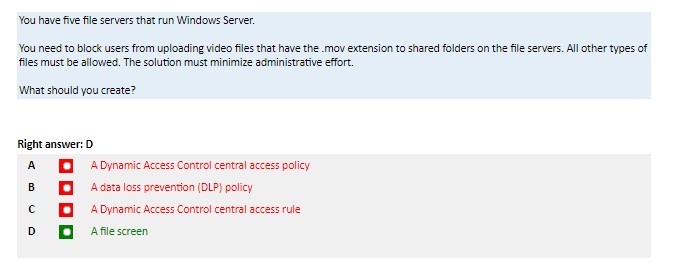 You have five file servers that run Windows Server.
You need to block users from uploading video files that have the .mov extension to shared folders on the file servers. All other types of
files must be allowed. The solution must minimize administrative effort.
What should you create?
Right answer: D
A A Dynamic Access Control central access policy
B A data loss prevention (DLP) policy
C A Dynamic Access Control central access rule
D A file screen